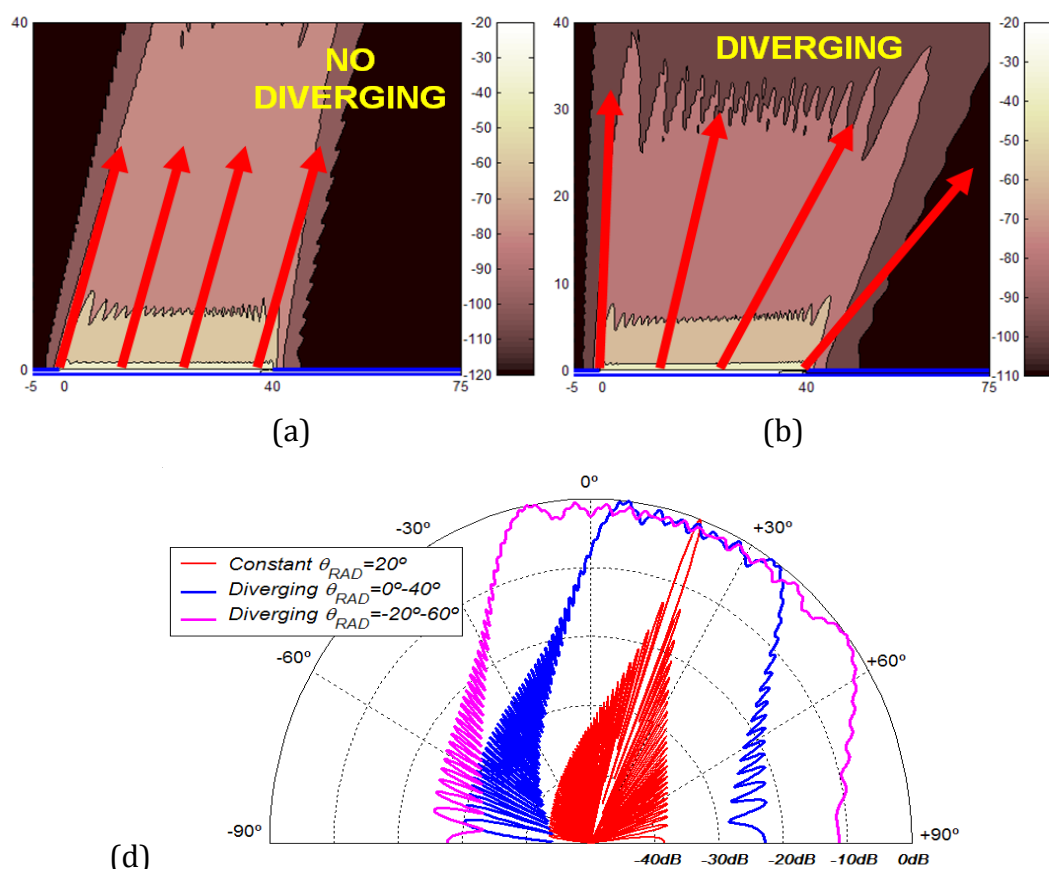 40
NO
DIVERGING
0
-5
0
40
75
-20
-30
-40
-50
-60
-70
-80
-90
-100
-110
-120
(a)
40
30
20
10
0
DIVERGING
-5
0
40
75
-20
-30
-40
-50
-60
-70
-80
-90
-100
-110
(b)
0º
-30º
+30º
Constant θRAD=20º
Diverging θRAD=0º-40º
Diverging θRAD=-20º-60º
-60º
+60º
-90º
+90º
-40dB
-30dB
-20dB
-10dB
0dB
(d)